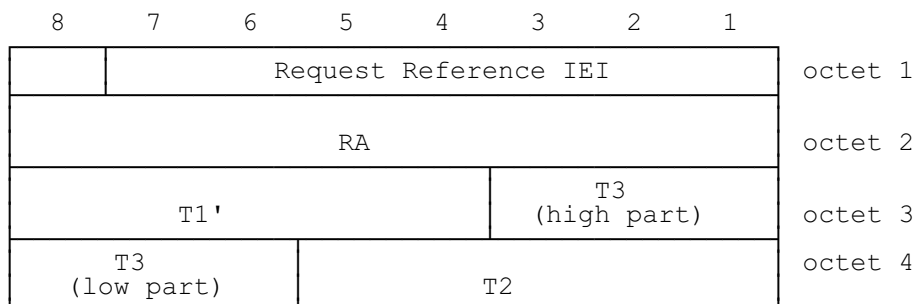 8 7 6 5 4 3 2 1
Request Reference IEI octet 1
RA octet 2
T3
T1' (high part) octet 3
T3 octet 4
(low part) T2